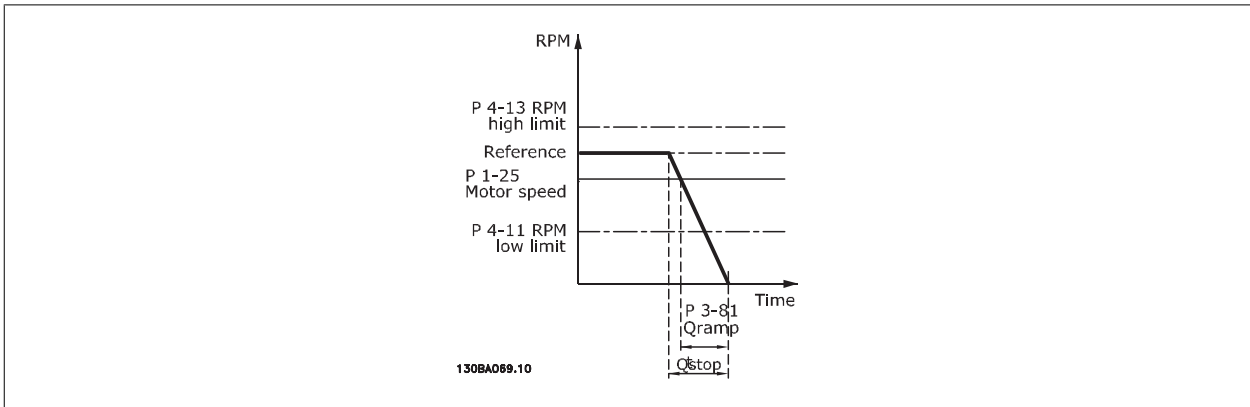 RPM
P 4-13 RPM
high limit
Reference
P 1-25
Motor speed
P 4-11 RPM
low limit
Time
P 3-81
Qramp
Qstop
130BA069.10